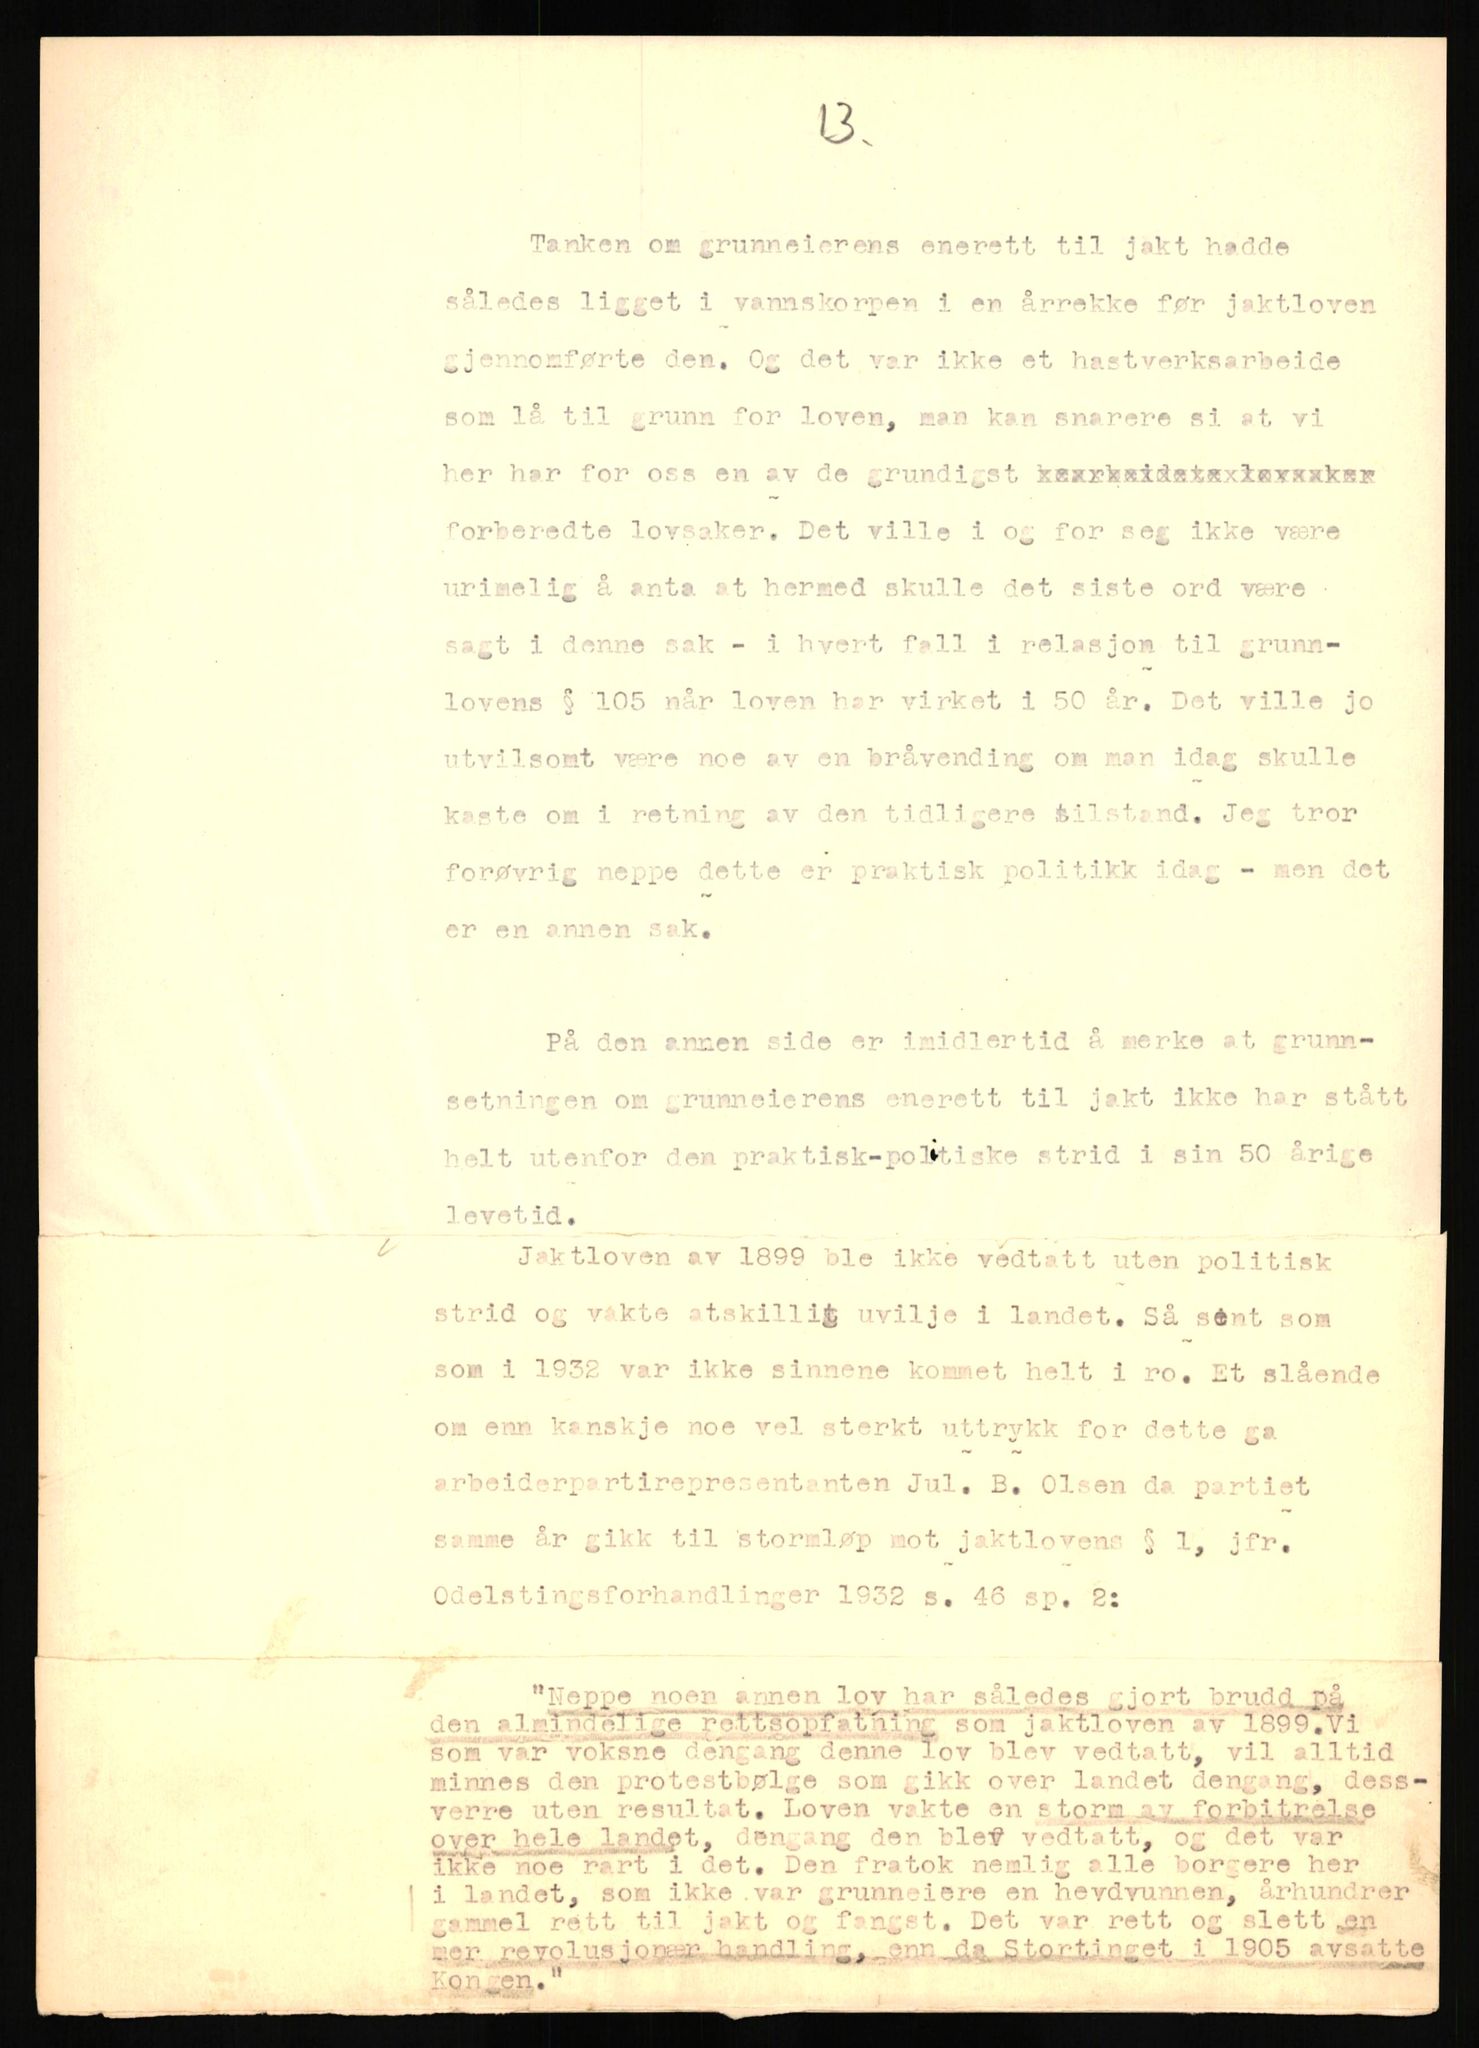 13.
Tanken om grunneierens enerett til jakt hadde
således ligget i vannskorpen i en årrekke før jaktloven
gjennomførte den. Og det var ikke et hastverksarbeide
som lå til grunn for loven, man kan snarere si at vi
her har for oss en av de grundigst
forberedte lovsaker. Det ville i og for seg ikke være
urimelig å anta at hermed skulle det siste ord være
sagt i denne sak - i hvert fall i relasjon til grunn-
lovens § 105 når loven har virket i 50 år. Det ville jo
utvilsomt være noe av en bråvending om man idag skulle
kaste om i retning av den tidligere tilstand. Jeg tror
forøvrig neppe dette er praktisk politikk idag - men det
er en annen sak.
På den annen side er imidlertid å merke at grunn-
setningen om grunneierens enerett til jakt ikke har stått
helt utenfor den praktisk-politiske strid i sin 50 årige
levetid.
Jaktloven av 1899 ble ikke vedtatt uten politisk
strid og vakte atskillig uvilje i landet. Så sent som
som i 1932 var ikke sinnene kommet helt i ro. Et slående
om enn kanskje noe vel sterkt uttrykk for dette ga
arbeiderpartirepresentanten Jul. B. Olsen da partiet
samme år gikk til stormløp mot jaktlovens § 1, jfr.
Odelstingsforhandlinger 1932 s. 46 sp. 2:
"Neppe noen annen lov har således gjort brudd på
den almindelige rettsopfatning som jaktloven av 1899.Vi
som var voksne dengang denne lov blev vedtatt, vil alltid
minnes den protestbølge som gikk over landet dengang, dess-
verre uten resultat. Loven vakte en storm av forbitrelse
over hele landet, dengang den blev vedtatt, og det var
ikke noe rart i det. Den fratok nemlig alle borgere her
i landet, som ikke var grunneiere en hevdvunnen, århundrer
gammel rett til jakt og fangst. Det var rett og slett en
mer revolusjonær handling, enn da Stortinget i 1905 avsatte
Kongen."